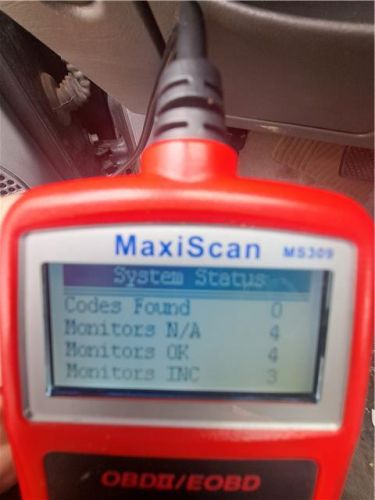 MaxiScan MS309
System Status
Codes Found 0
Monitors N/A 4
Monitors OK 4
Monitors INC 3
OBDII/EOBD